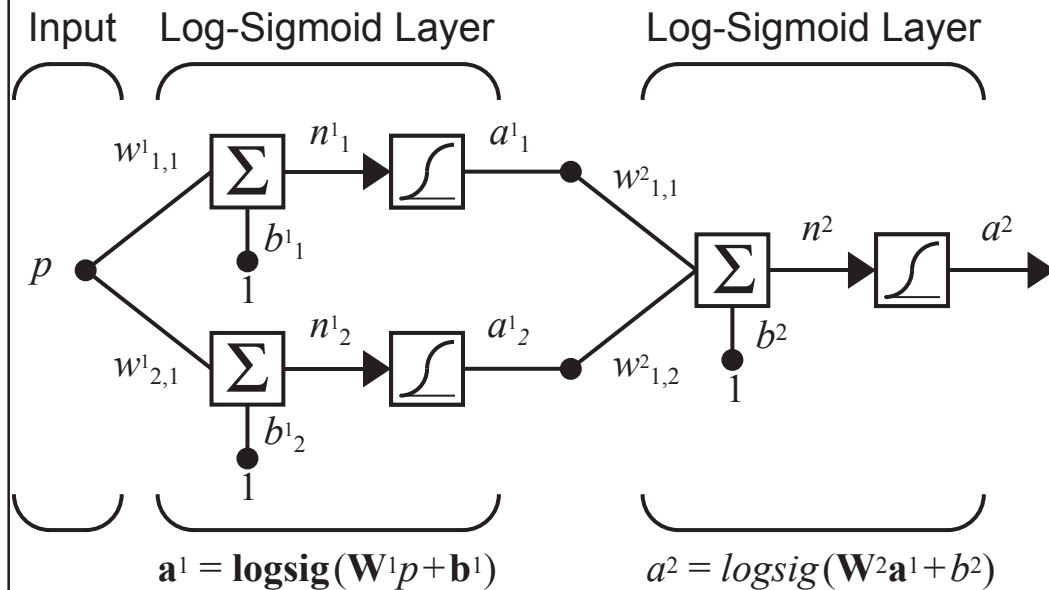 Input Log-Sigmoid Layer Log-Sigmoid Layer
w¹₁,₁ n¹₁ a¹₁ w²₁,₁
Σ
b¹₁
1
p
n² a²
Σ
b²
1
w¹₂,₁ n¹₂ a¹₂ w²₁,₂
Σ
b¹₂
1
a¹ = logsig(W¹p+b¹) a² = logsig(W²a¹+b²)